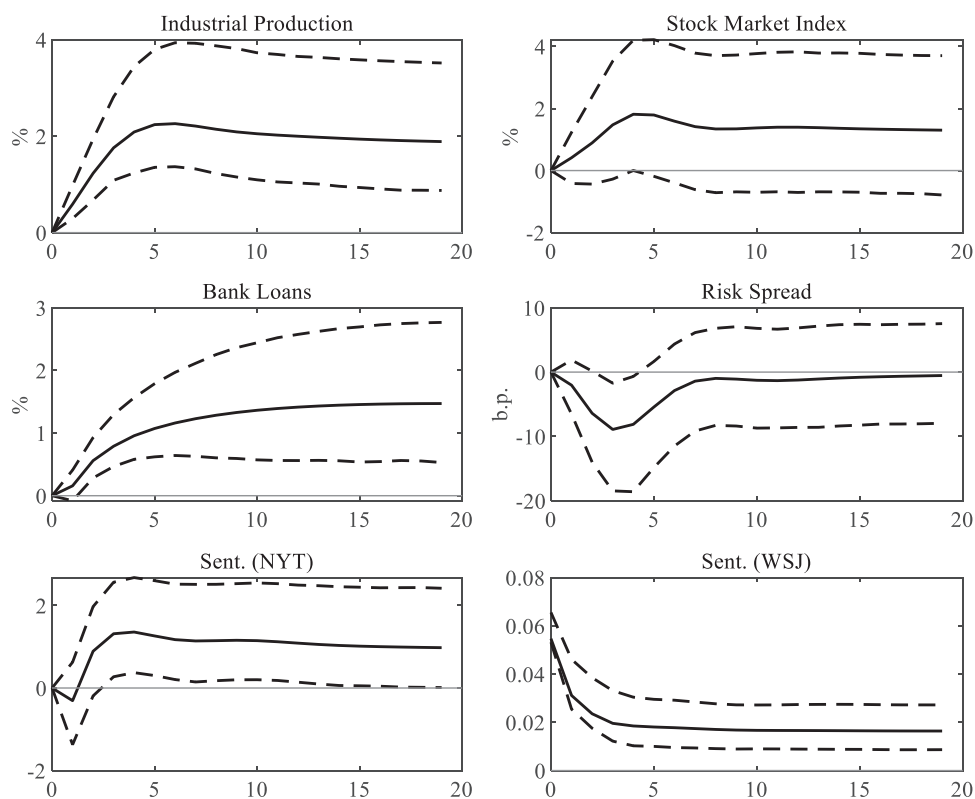 Industrial Production
4
2
0
%
0 5 10 15 20
Stock Market Index
4
2
0
-2
%
0 5 10 15 20
Bank Loans
3
2
1
0
%
0 5 10 15 20
Risk Spread
10
0
-10
-20
b.p.
0 5 10 15 20
Sent. (NYT)
2
0
-2
0 5 10 15 20
Sent. (WSJ)
0.08
0.06
0.04
0.02
0
0 5 10 15 20